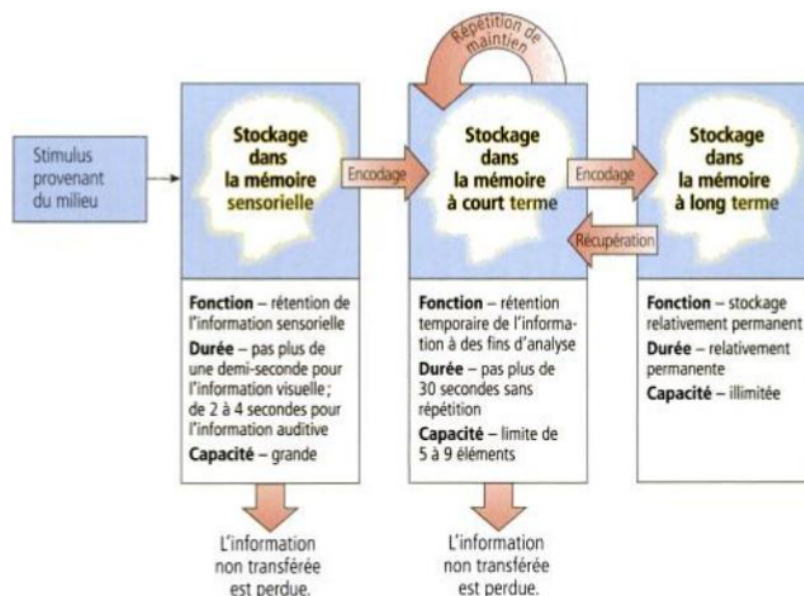 Répétition de
maintien
Stimulus
provenant
du milieu
Stockage
dans
la mémoire
sensorielle
Encodage
Stockage
dans
la mémoire
à court terme
Encodage
Récupération
Stockage
dans
la mémoire
à long terme
Fonction – rétention de
l'information sensorielle
Durée – pas plus de
une demi-seconde pour
l'information visuelle ;
de 2 à 4 secondes pour
l'information auditive
Capacité – grande
Fonction – rétention
temporaire de l'informa-
tion à des fins d'analyse
Durée – pas plus de
30 secondes sans
répétition
Capacité – limite de
5 à 9 éléments
Fonction – stockage
relativement permanent
Durée – relativement
permanente
Capacité – illimitée
L'information
non transférée
est perdue.
L'information
non transférée
est perdue.